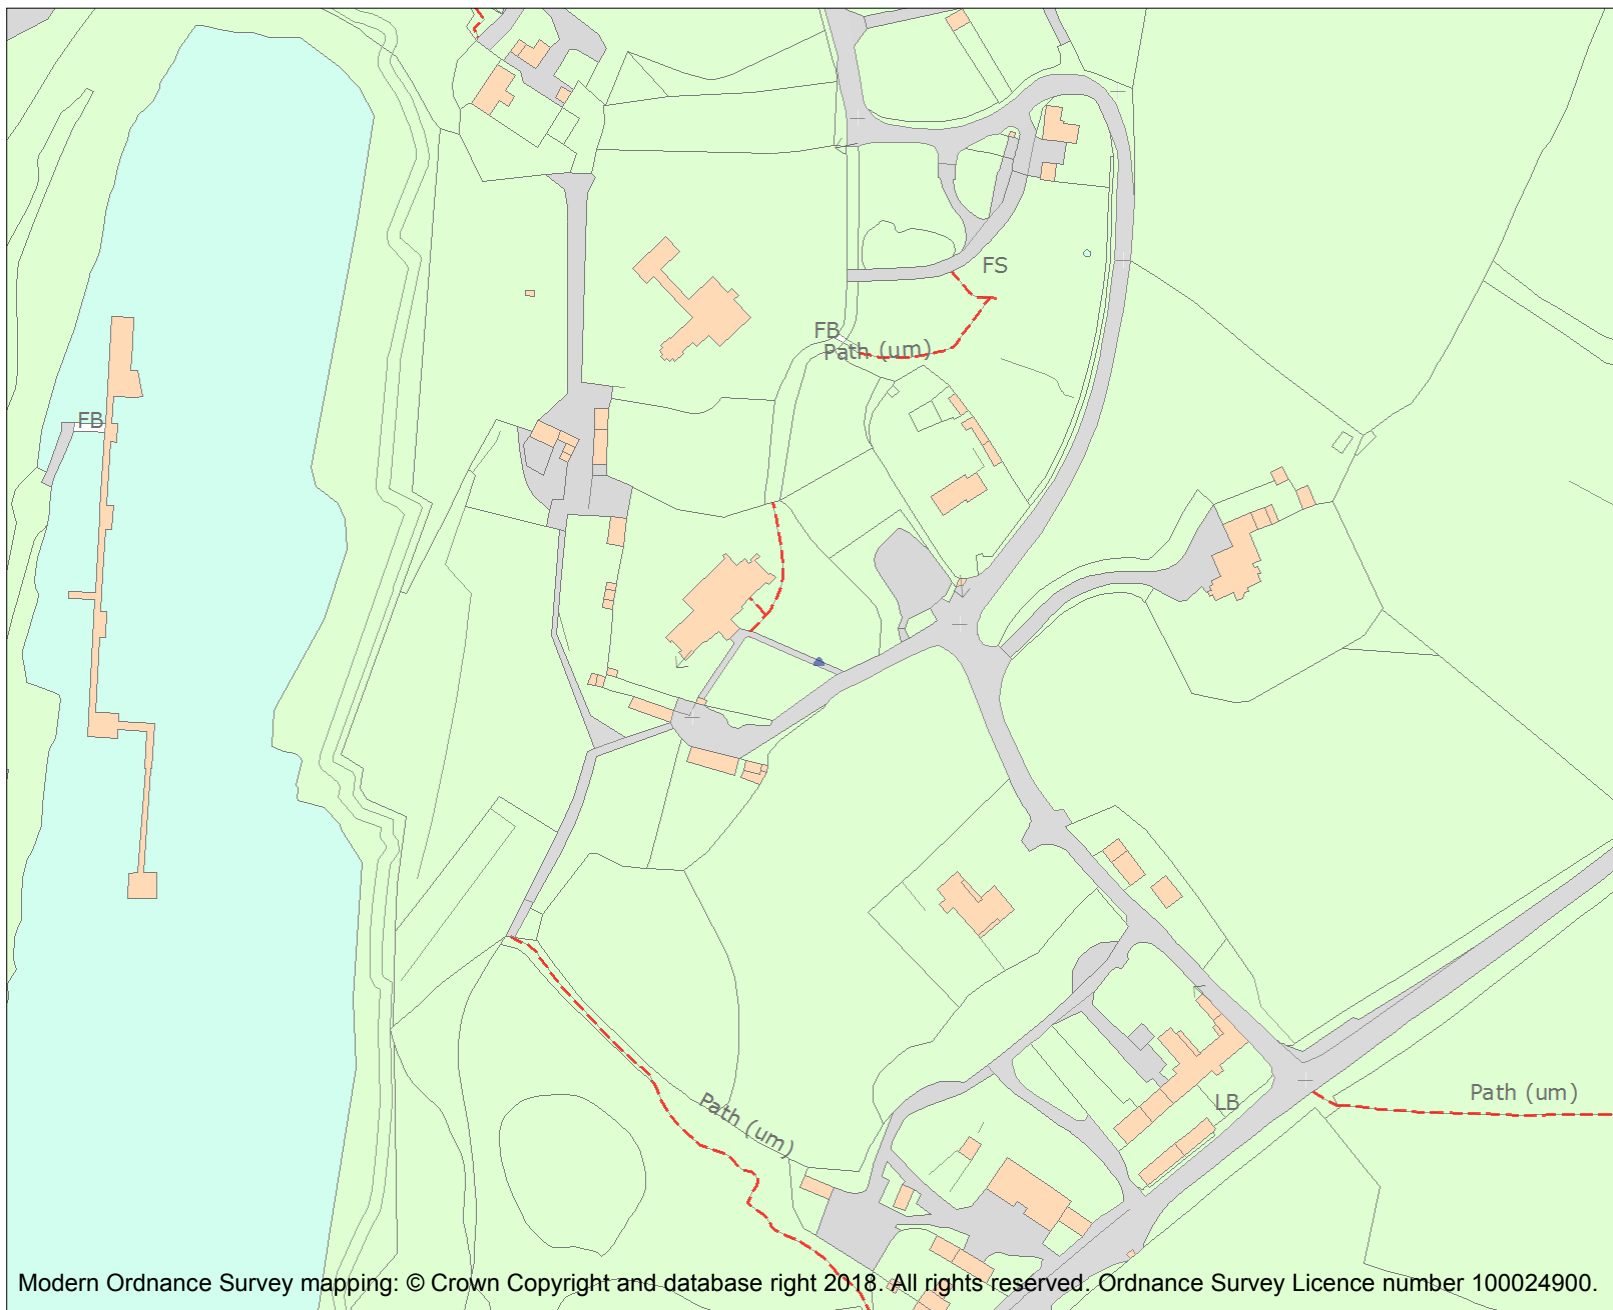 FS
FB
Path (um)
FB
Path (um)
LB
Path (um)
Modern Ordnance Survey mapping: © Crown Copyright and database right 2018. All rights reserved. Ordnance Survey Licence number 100024900.